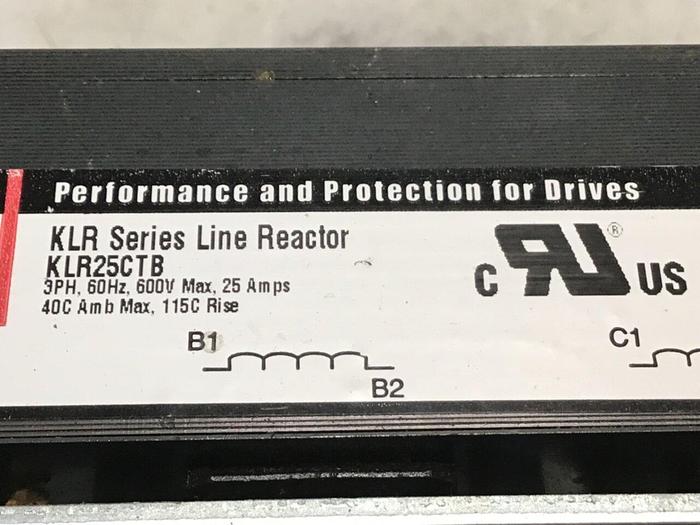 Performance and Protection for Drives
KLR Series Line Reactor
KLR25CTB
3PH, 60Hz, 600V Max, 25 Amps
40C Amb Max, 115C Rise
C RU ® US
B1
B2
C1